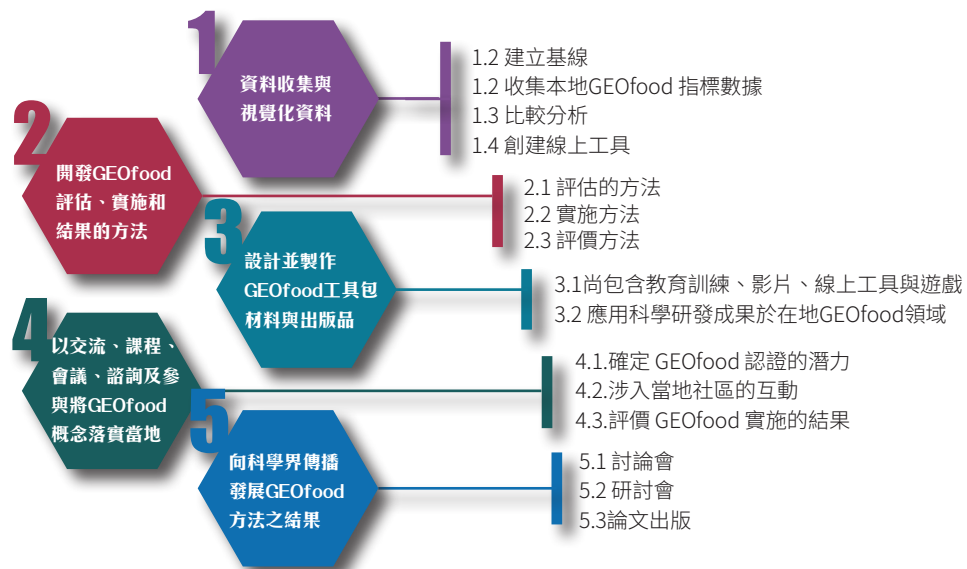 1
資料收集與
視覺化資料
1.2 建立基線
1.2 收集本地GEOfood 指標數據
1.3 比較分析
1.4 創建線上工具
2
開發GEOfood
評估、實施和
結果的方法
2.1 評估的方法
2.2 實施方法
2.3 評價方法
3
設計並製作
GEOfood工具包
材料與出版品
3.1尚包含教育訓練、影片、線上工具與遊戲
3.2 應用科學研發成果於在地GEOfood領域
4
以交流、課程、
會議、諮詢及參
與將GEOfood
概念落實當地
4.1.確定 GEOfood 認證的潛力
4.2.涉入當地社區的互動
4.3.評價 GEOfood 實施的結果
5
向科學界傳播
發展GEOfood
方法之結果
5.1 討論會
5.2 研討會
5.3論文出版